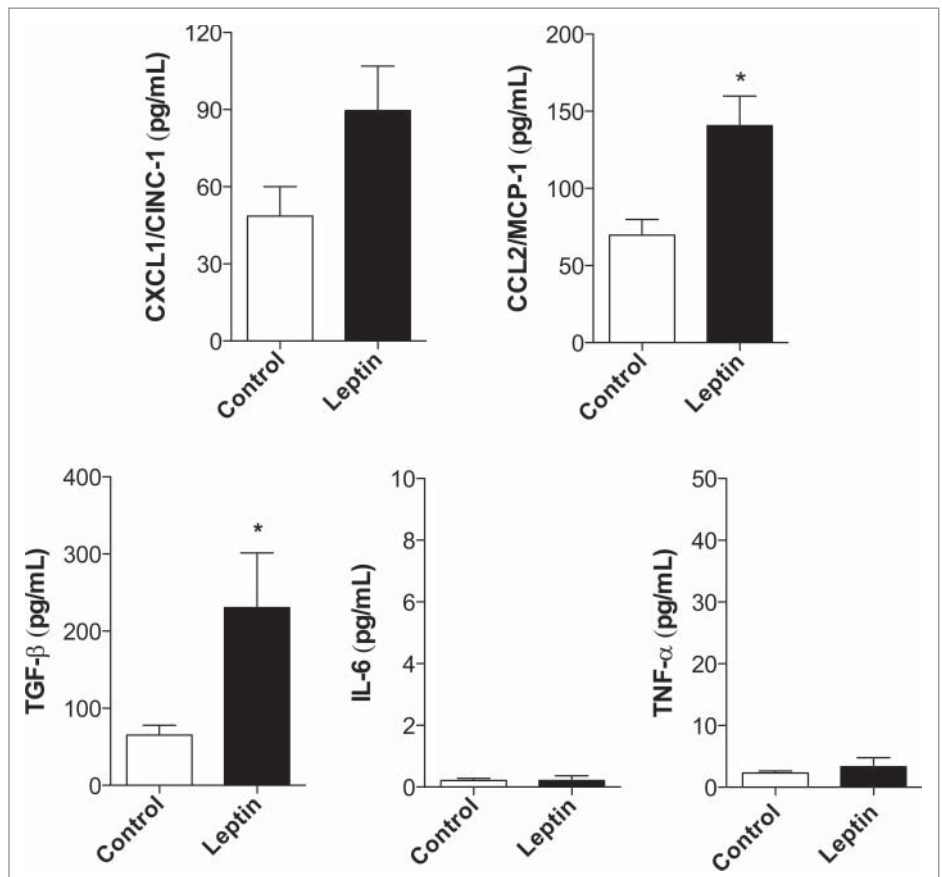 CXCL1/CINC-1 (pg/mL)
120
90
60
30
0
Control
Leptin
CCL2/MCP-1 (pg/mL)
200
150
100
50
0
*
Control
Leptin
TGF-β (pg/mL)
400
300
200
100
0
*
Control
Leptin
IL-6 (pg/mL)
10
8
6
4
2
0
Control
Leptin
TNF-α (pg/mL)
50
40
30
20
10
0
Control
Leptin